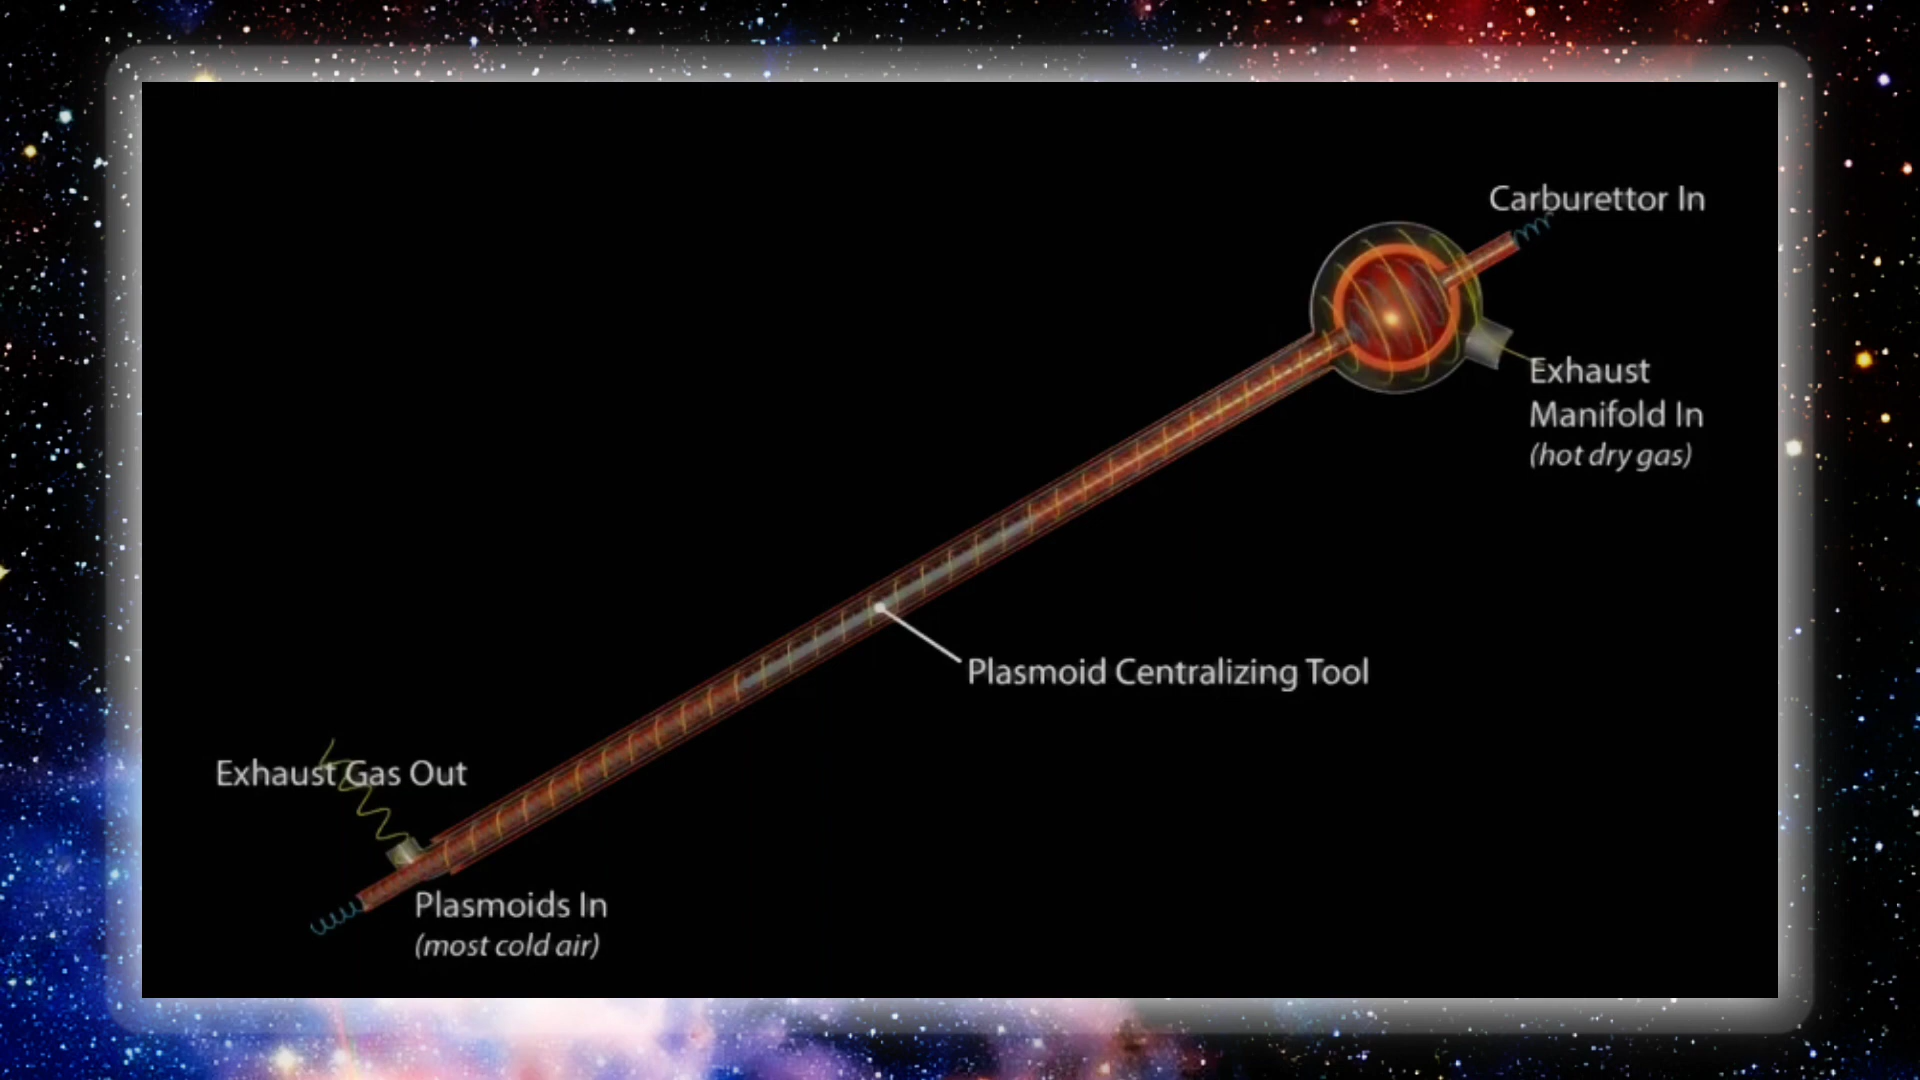 Carburettor In
Exhaust
Manifold In
(hot dry gas)
Plasmoid Centralizing Tool
Exhaust Gas Out
Plasmoids In
(most cold air)